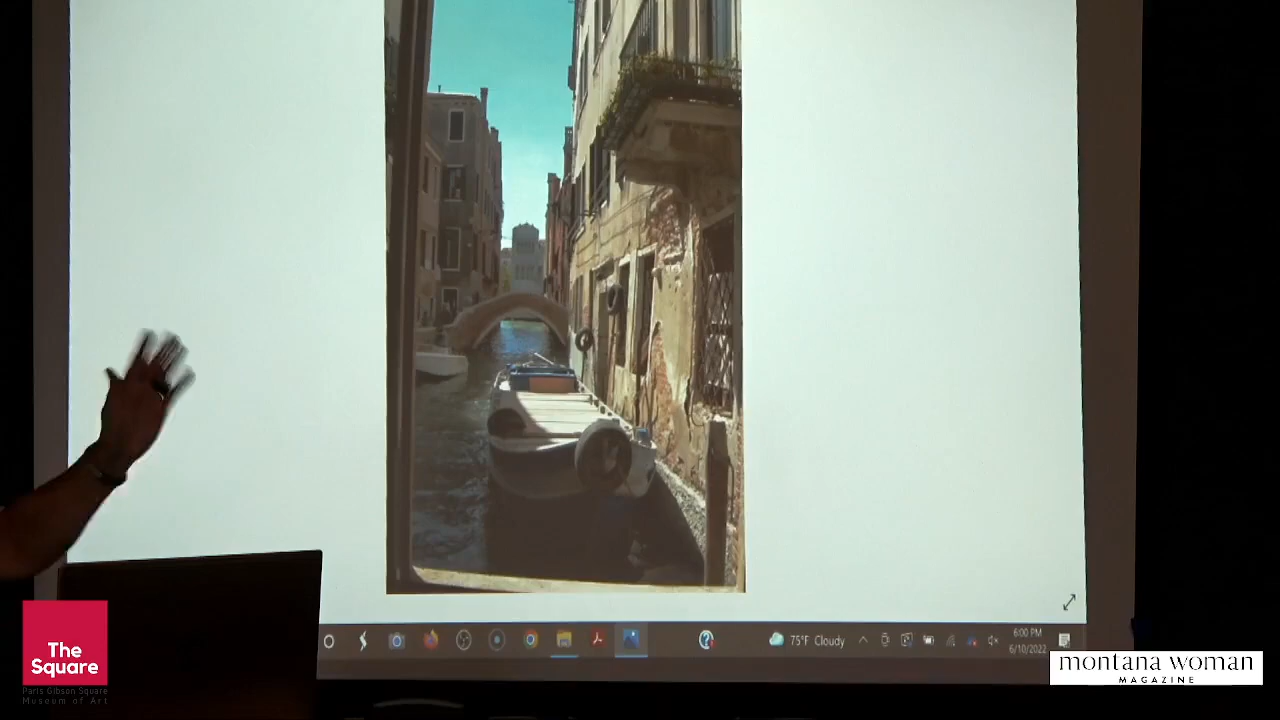 75°F Cloudy
6:00 PM
6/10/2022
The
Square
Paris Gibson Square
Museum of Art
montana woman
MAGAZINE